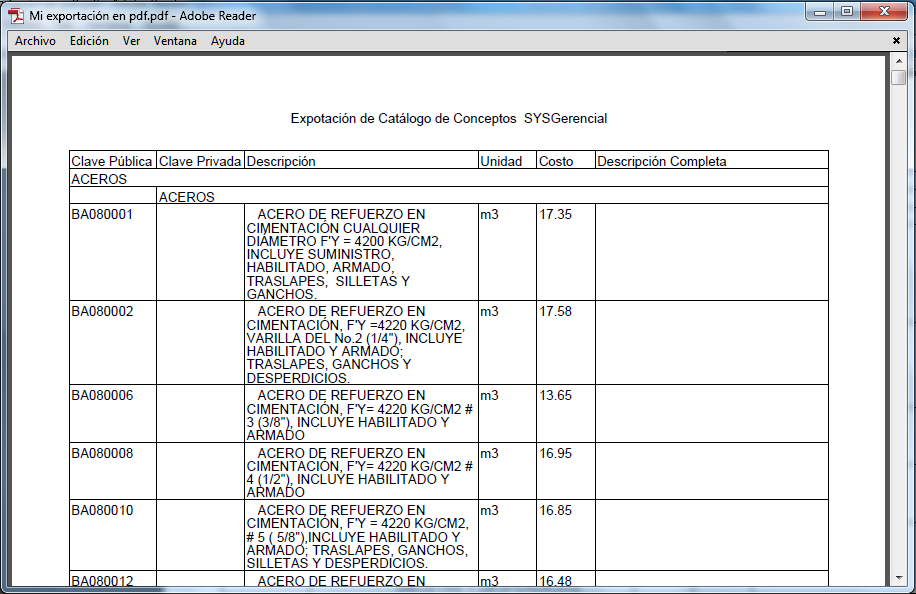 Mi exportación en pdf.pdf - Adobe Reader
Archivo Edición Ver Ventana Ayuda
Expotación de Catálogo de Conceptos SYSGerencial
Clave Pública Clave Privada Descripción Unidad Costo Descripción Completa
ACEROS
ACEROS
BA080001 ACERO DE REFUERZO EN m3 17.35
CIMENTACIÓN CUALQUIER
DIÁMETRO F'Y = 4200 KG/CM2,
INCLUYE SUMINISTRO,
HABILITADO, ARMADO,
TRASLAPES, SILLETAS Y
GANCHOS.
BA080002 ACERO DE REFUERZO EN m3 17.58
CIMENTACIÓN, F'Y =4220 KG/CM2,
VARILLA DEL No.2 (1/4"), INCLUYE
HABILITADO Y ARMADO;
TRASLAPES, GANCHOS Y
DESPERDICIOS.
BA080006 ACERO DE REFUERZO EN m3 13.65
CIMENTACIÓN, F'Y= 4220 KG/CM2 #
3 (3/8"), INCLUYE HABILITADO Y
ARMADO
BA080008 ACERO DE REFUERZO EN m3 16.95
CIMENTACIÓN, F'Y= 4220 KG/CM2 #
4 (1/2"), INCLUYE HABILITADO Y
ARMADO
BA080010 ACERO DE REFUERZO EN m3 16.85
CIMENTACIÓN, F'Y = 4220 KG/CM2,
# 5 ( 5/8"),INCLUYE HABILITADO Y
ARMADO; TRASLAPES, GANCHOS,
SILLETAS Y DESPERDICIOS.
BA080012 ACERO DE REFUERZO EN m3 16.48